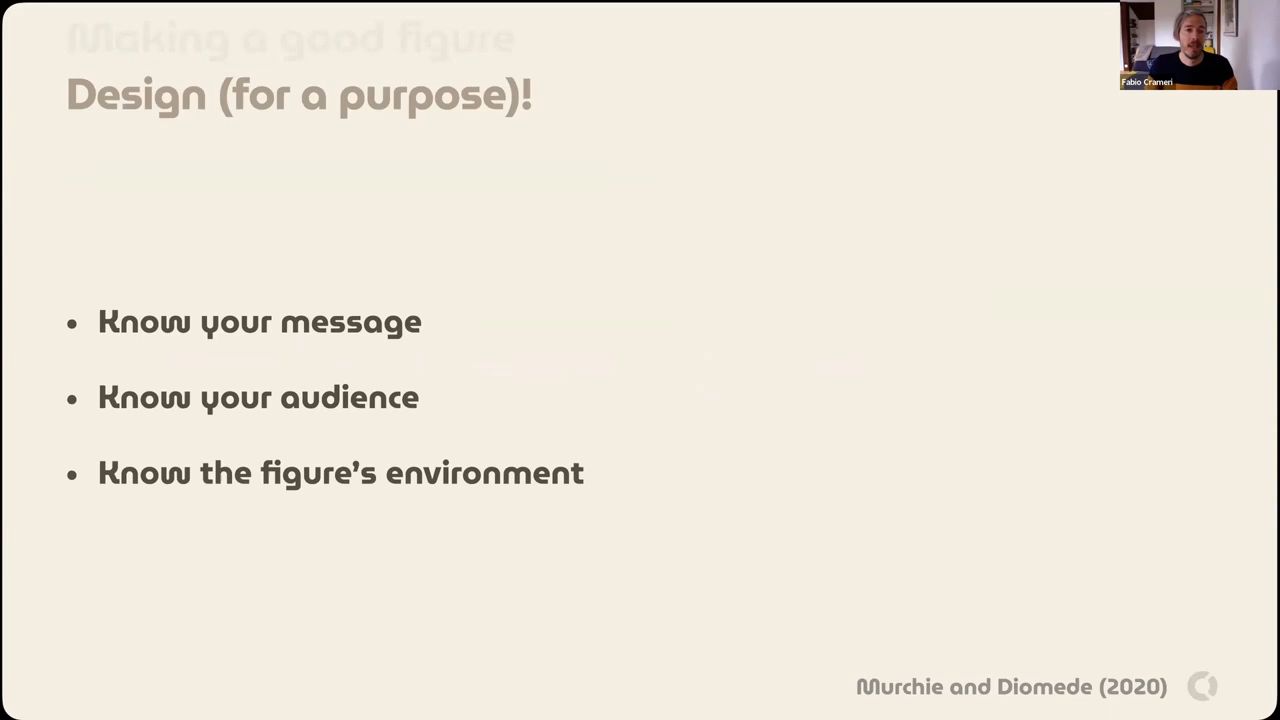 Making a good figure
Design (for a purpose)!
Fabio Crameri
• Know your message
• Know your audience
• Know the figure's environment
Murchie and Diomede (2020)